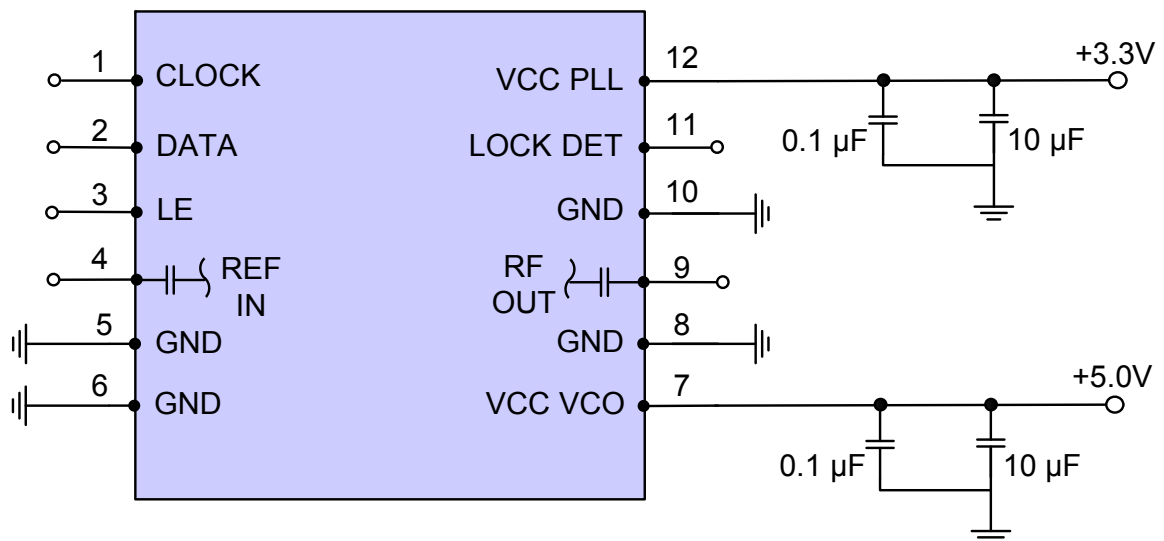 1 CLOCK
2 DATA
3 LE
4 REF
IN
5 GND
6 GND
VCC PLL 12
LOCK DET 11
GND 10
RF 9
OUT
GND 8
VCC VCO 7
+3.3V
0.1 µF 10 µF
+5.0V
0.1 µF 10 µF